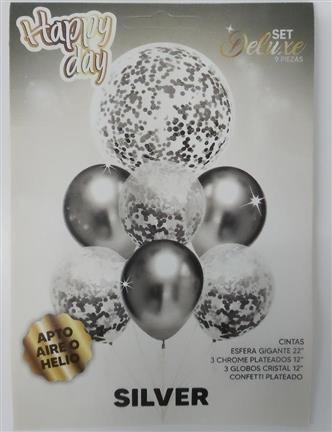 Happy
day
SET
Deluxe
9 PIEZAS
APTO
AIRE O
HELIO
CINTAS
ESFERA GIGANTE 22"
3 CHROME PLATEADOS 12"
3 GLOBOS CRISTAL 12"
CONFETTI PLATEADO
SILVER